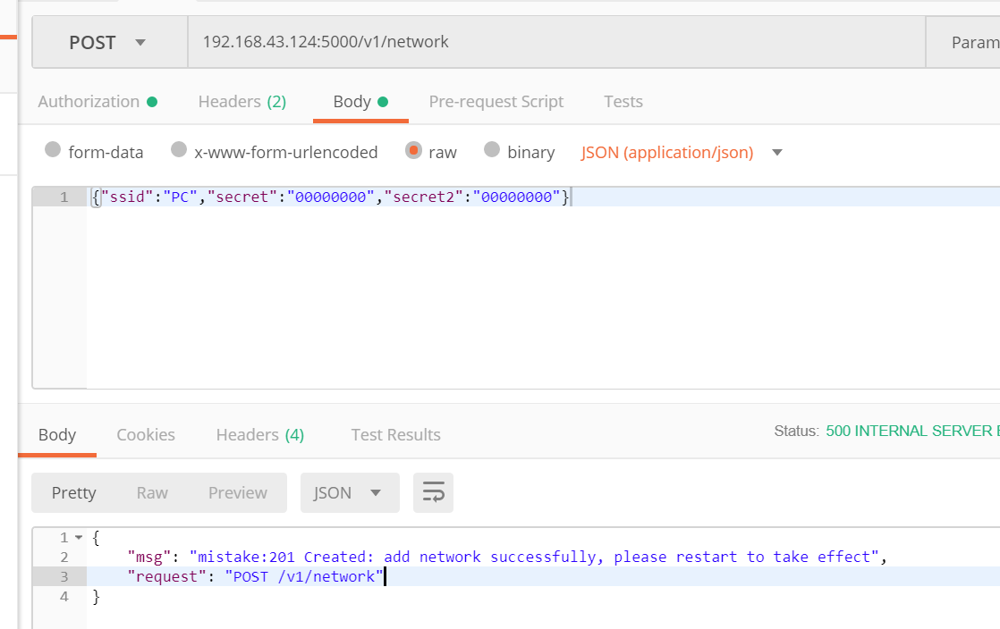 POST 192.168.43.124:5000/v1/network Param
Authorization Headers (2) Body Pre-request Script Tests
form-data x-www-form-urlencoded raw binary JSON (application/json)
1 {"ssid":"PC","secret":"00000000","secret2":"00000000"}
Body Cookies Headers (4) Test Results Status: 500 INTERNAL SERVER E
Pretty Raw Preview JSON
1 {
2 "msg": "mistake:201 Created: add network successfully, please restart to take effect",
3 "request": "POST /v1/network"
4 }